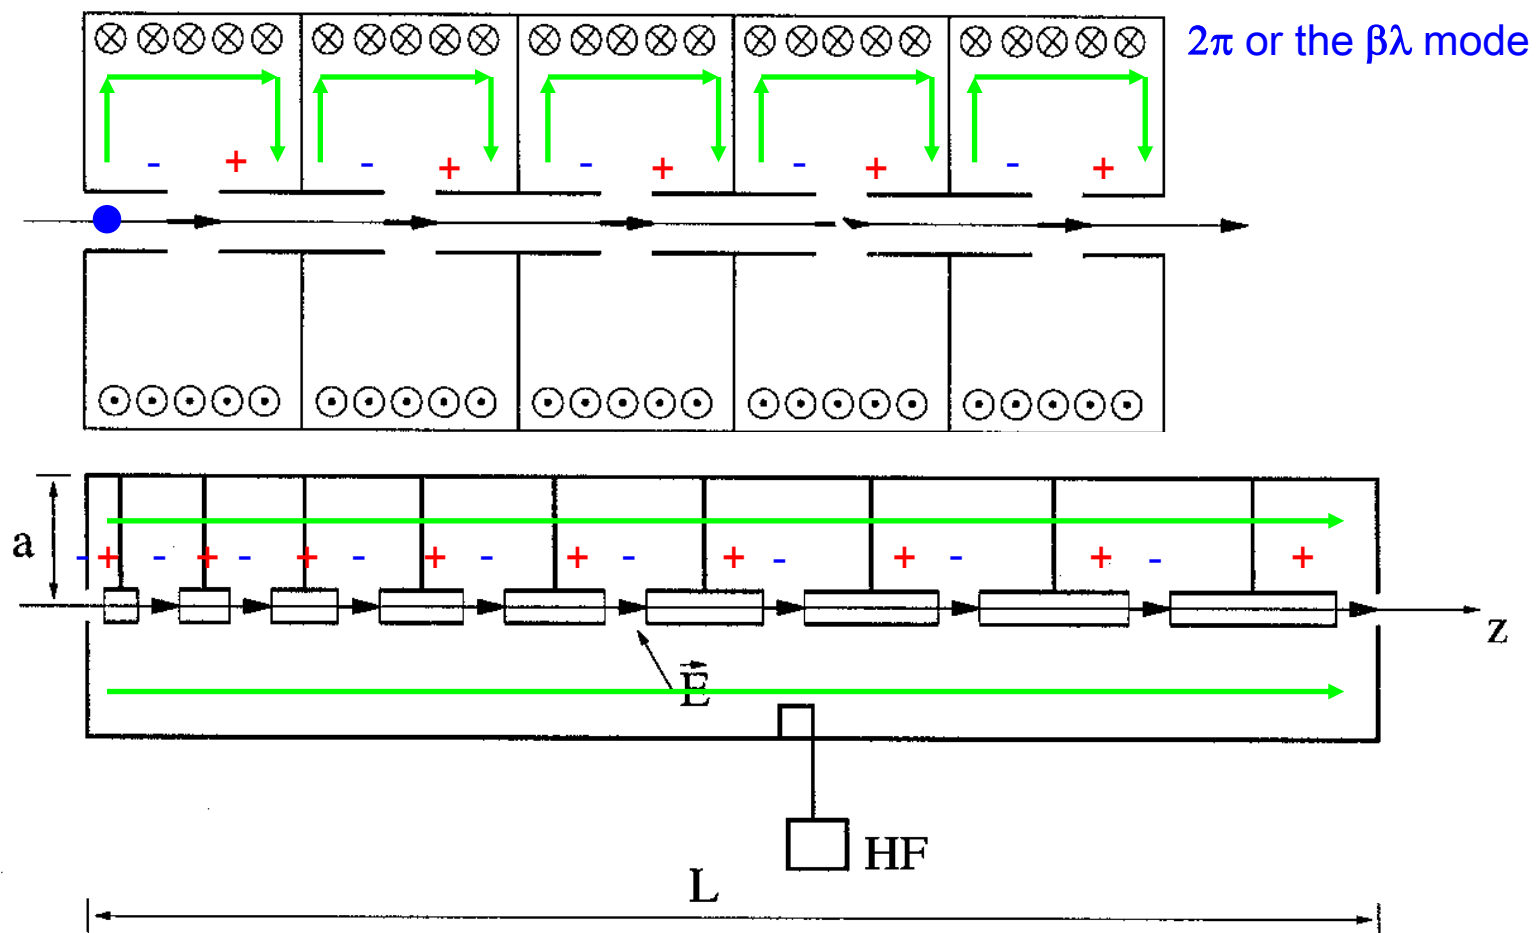 2π or the βλ mode
- + - + - + - + - +
a
- + - + - + - + - + - + - + - + - + - +
z
E
HF
L